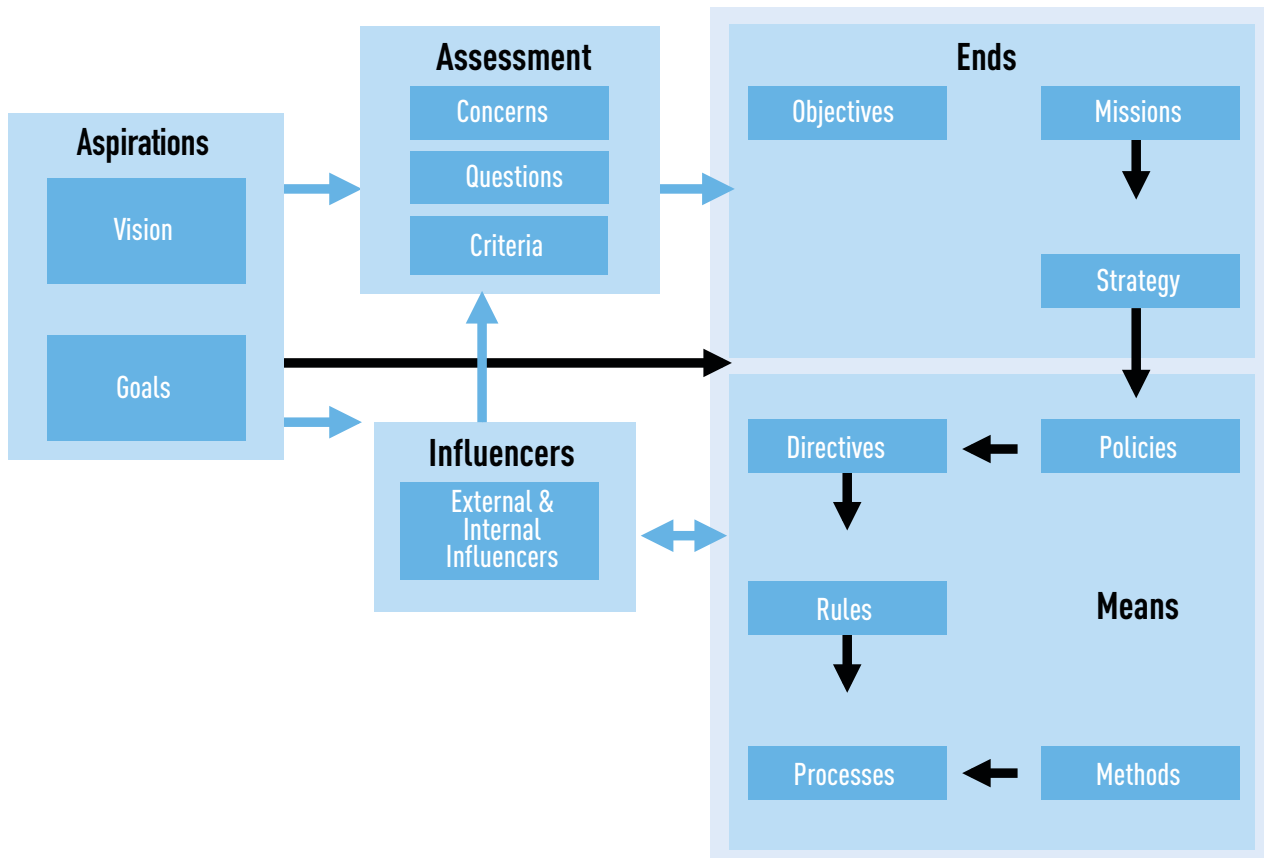 Aspirations
Vision
Goals
Assessment
Concerns
Questions
Criteria
Influencers
External &
Internal
Influencers
Ends
Objectives
Missions
Strategy
Directives
Policies
Rules
Means
Processes
Methods